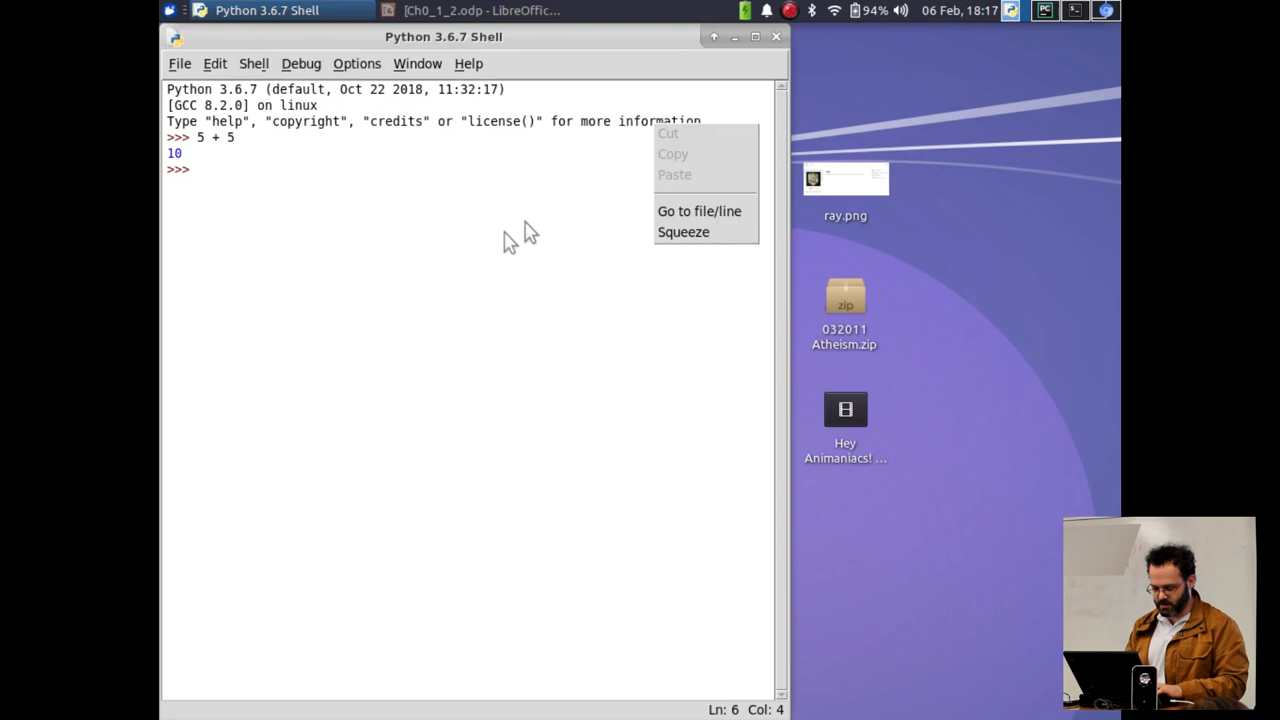 Python 3.6.7 Shell
[Ch0_1_2.odp - LibreOffic...
94%
06 Feb, 18:17
PC
Python 3.6.7 Shell
File Edit Shell Debug Options Window Help
Python 3.6.7 (default, Oct 22 2018, 11:32:17)
[GCC 8.2.0] on linux
Type "help", "copyright", "credits" or "license()" for more information
>>> 5 + 5
10
>>>
Cut
Copy
Paste
Go to file/line
Squeeze
ray.png
zip
032011
Atheism.zip
Hey
Animaniacs! ...
Ln: 6 Col: 4